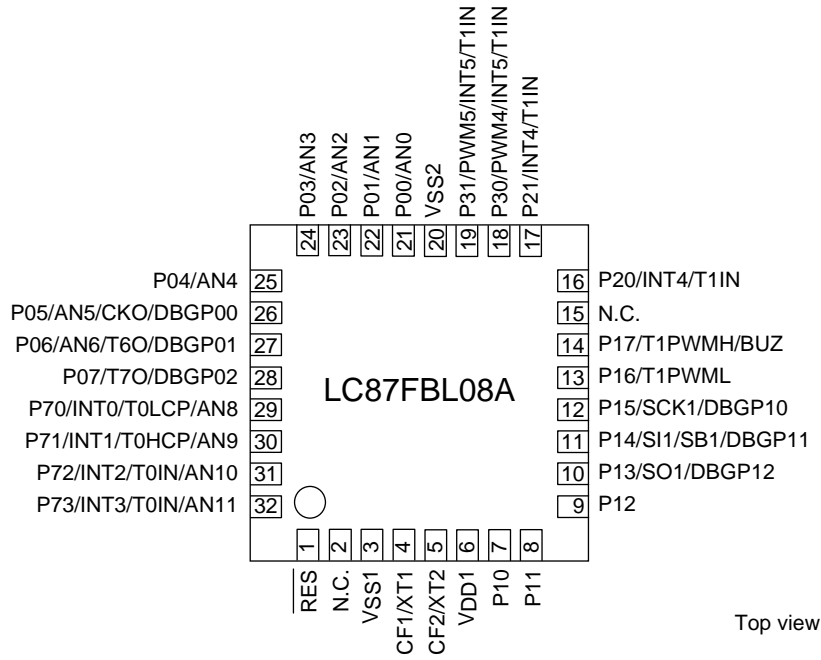 P03/AN3
P02/AN2
P01/AN1
P00/AN0
VSS2
P31/PWM5/INT5/T1IN
P30/PWM4/INT5/T1IN
P21/INT4/T1IN
24
23
22
21
20
19
18
17
P04/AN4 25
P05/AN5/CKO/DBGP00 26
P06/AN6/T6O/DBGP01 27
P07/T7O/DBGP02 28
P70/INT0/T0LCP/AN8 29
P71/INT1/T0HCP/AN9 30
P72/INT2/T0IN/AN10 31
P73/INT3/T0IN/AN11 32
LC87FBL08A
16 P20/INT4/T1IN
15 N.C.
14 P17/T1PWMH/BUZ
13 P16/T1PWML
12 P15/SCK1/DBGP10
11 P14/SI1/SB1/DBGP11
10 P13/SO1/DBGP12
9 P12
1
2
3
4
5
6
7
8
RES
N.C.
VSS1
CF1/XT1
CF2/XT2
VDD1
P10
P11
Top view